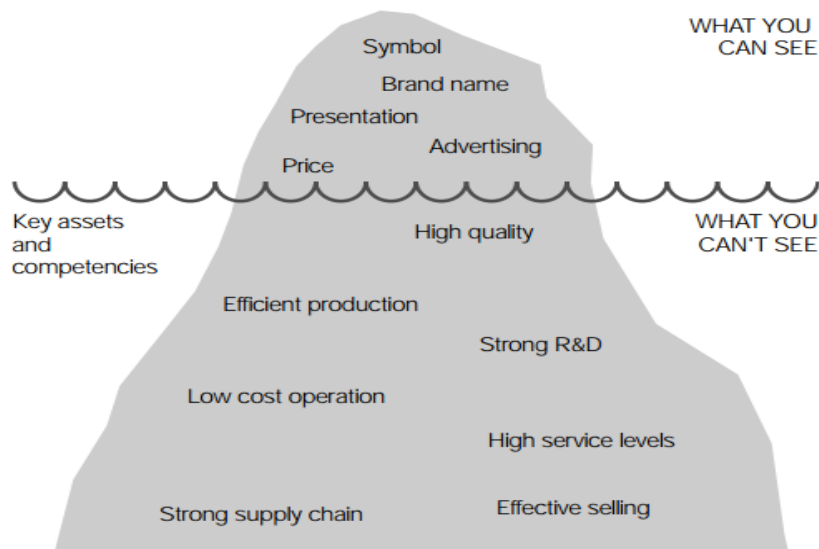 WHAT YOU
CAN SEE
Symbol
Brand name
Presentation
Advertising
Price
Key assets
and
competencies
WHAT YOU
CAN'T SEE
High quality
Efficient production
Strong R&D
Low cost operation
High service levels
Strong supply chain
Effective selling